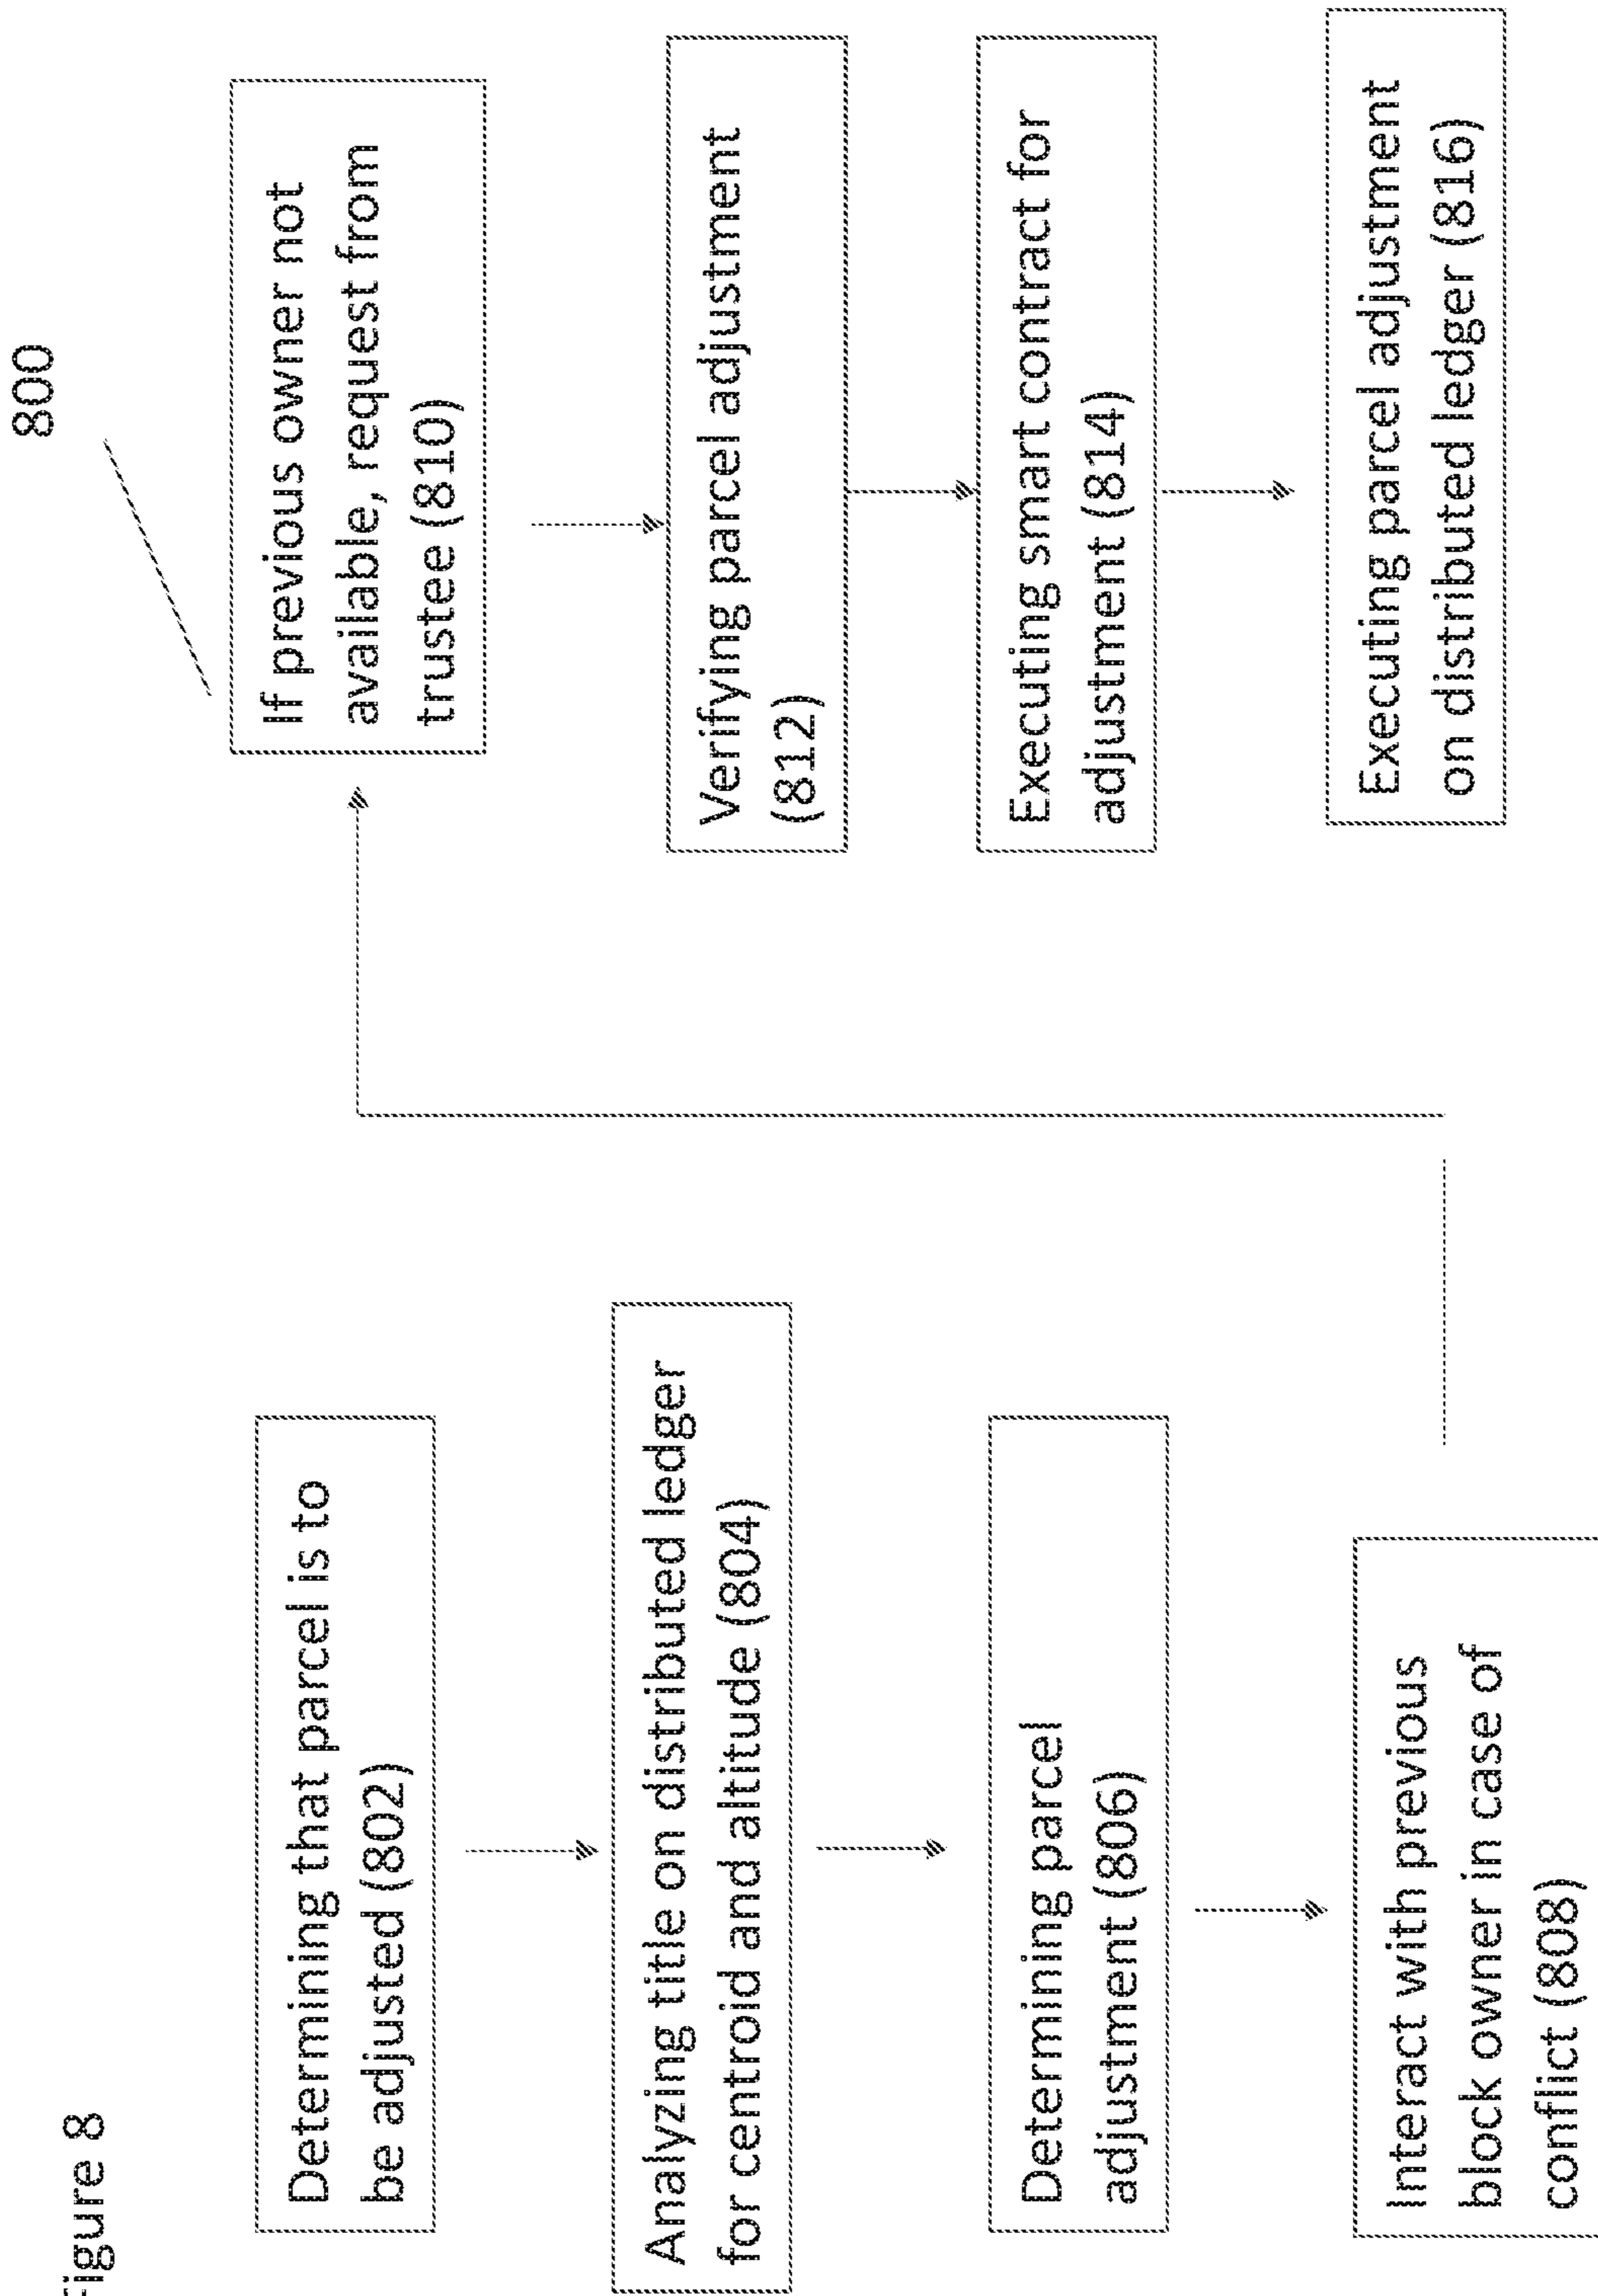 Figure 8
800
Determining that parcel is to
be adjusted (802)
Analyzing title on distributed ledger
for centroid and altitude (804)
Determining parcel
adjustment (806)
Interact with previous
block owner in case of
conflict (808)
If previous owner not
available, request from
trustee (810)
Verifying parcel adjustment
(812)
Executing smart contract for
adjustment (814)
Executing parcel adjustment
on distributed ledger (816)